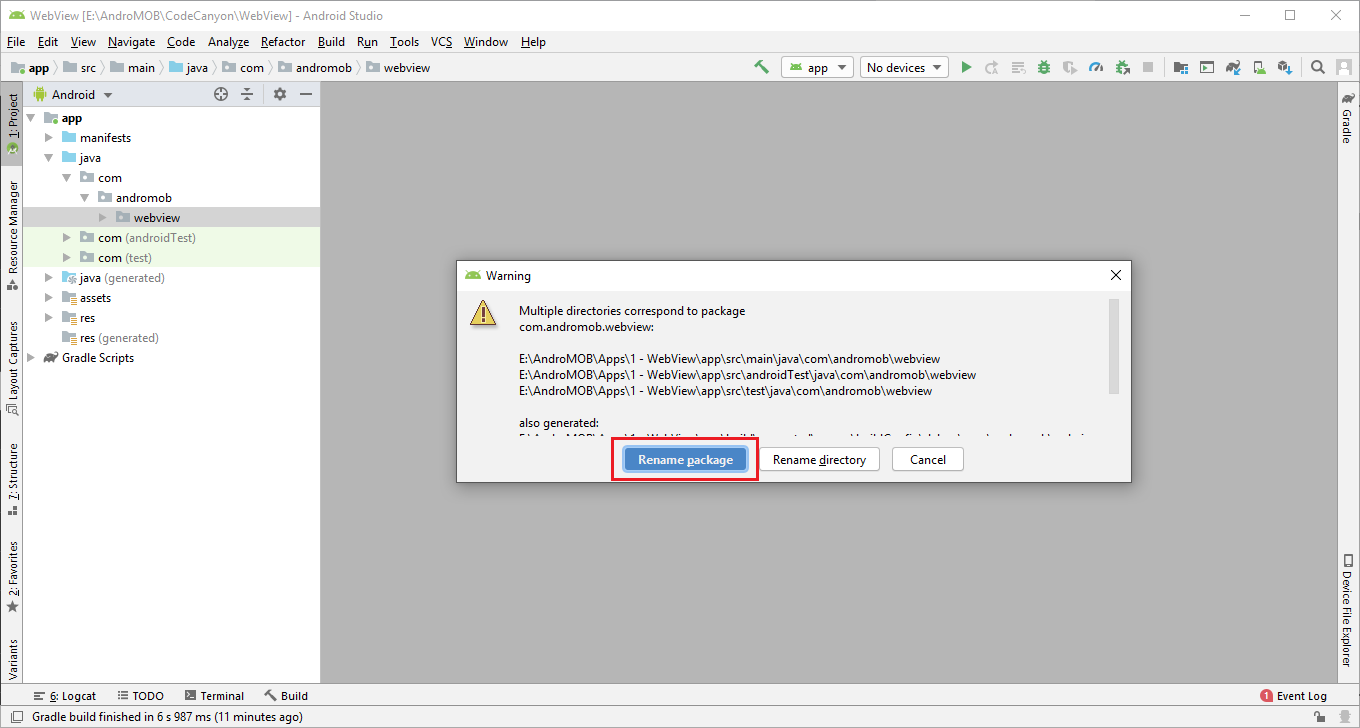 WebView [E:\AndroMOB\CodeCanyon\WebView] - Android Studio
File Edit View Navigate Code Analyze Refactor Build Run Tools VCS Window Help
app src main java com andromob webview
app No devices
Android
1: Project
Resource Manager
Layout Captures
7: Structure
2: Favorites
Variants
app
manifests
java
com
andromob
webview
com (androidTest)
com (test)
java (generated)
assets
res
res (generated)
Gradle Scripts
Warning
Multiple directories correspond to package
com.andromob.webview:
E:\AndroMOB\Apps\1 - WebView\app\src\main\java\com\andromob\webview
E:\AndroMOB\Apps\1 - WebView\app\src\androidTest\java\com\andromob\webview
E:\AndroMOB\Apps\1 - WebView\app\src\test\java\com\andromob\webview
also generated:
Rename package Rename directory Cancel
Gradle
Device File Explorer
6: Logcat TODO Terminal Build
1 Event Log
Gradle build finished in 6 s 987 ms (11 minutes ago)